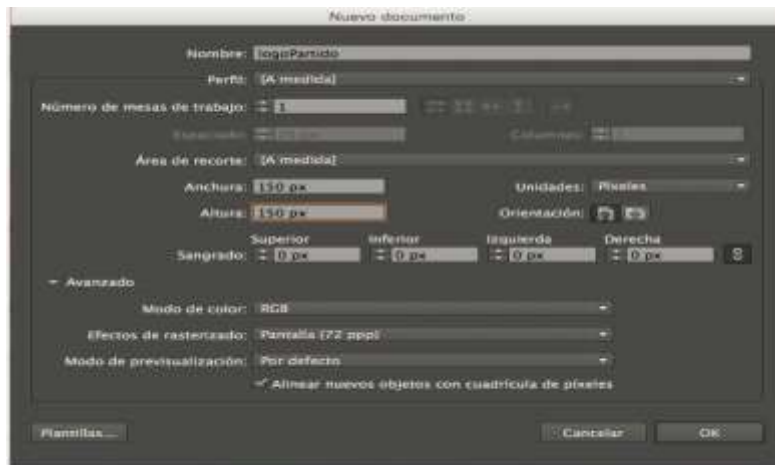 Nuevo documento
Nombre: logoPartido
Perfil: [A medida]
Número de mesas de trabajo: 1
Espaciado: Columnas:
Área de recorte: [A medida]
Anchura: 150 px Unidades: Píxeles
Altura: 150 px Orientación:
Superior Inferior Izquierda Derecha
Sangrado: 0 px 0 px 0 px 0 px
Avanzado
Modo de color: RGB
Efectos de rasterizado: Pantalla (72 ppp)
Modo de previsualización: Por defecto
Alinear nuevos objetos con cuadrícula de píxeles
Plantillas... Cancelar OK